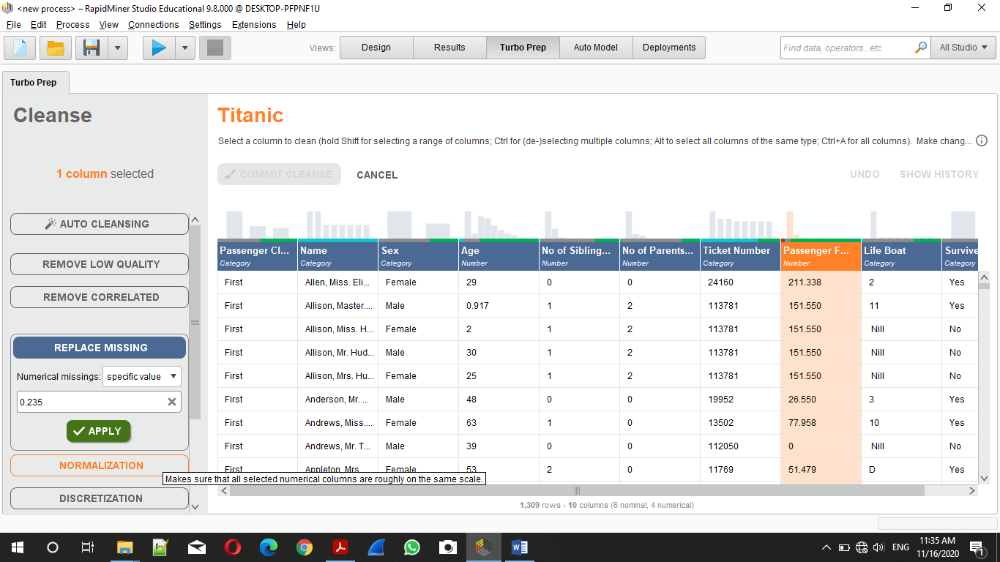 <new process> – RapidMiner Studio Educational 9.8.000 @ DESKTOP-PFPNF1U
File Edit Process View Connections Settings Extensions Help
Views: Design Results Turbo Prep Auto Model Deployments Find data, operators...etc All Studio
Turbo Prep
Cleanse
1 column selected
AUTO CLEANSING
REMOVE LOW QUALITY
REMOVE CORRELATED
REPLACE MISSING
Numerical missings: specific value
0.235
APPLY
NORMALIZATION
DISCRETIZATION
Titanic
Select a column to clean (hold Shift for selecting a range of columns; Ctrl for (de-)selecting multiple columns; Alt to select all columns of the same type; Ctrl+A for all columns). Make chang...
COMMIT CLEANSE CANCEL UNDO SHOW HISTORY
Passenger Cl... Name Sex Age No of Sibling... No of Parents... Ticket Number Passenger F... Life Boat Survive
Category Category Category Number Number Number Category Number Category Category
First Allen, Miss. Eli... Female 29 0 0 24160 211.338 2 Yes
First Allison, Master.... Male 0.917 1 2 113781 151.550 11 Yes
First Allison, Miss. H... Female 2 1 2 113781 151.550 Nill No
First Allison, Mr. Hud... Male 30 1 2 113781 151.550 Nill No
First Allison, Mrs. Hu... Female 25 1 2 113781 151.550 Nill No
First Anderson, Mr. ... Male 48 0 0 19952 26.550 3 Yes
First Andrews, Miss.... Female 63 1 0 13502 77.958 10 Yes
First Andrews, Mr. T... Male 39 0 0 112050 0 Nill No
First Appleton, Mrs. Female 53 2 0 11769 51.479 D Yes
Makes sure that all selected numerical columns are roughly on the same scale.
1,309 rows - 10 columns (6 nominal, 4 numerical)
ENG 11:35 AM
11/16/2020 1